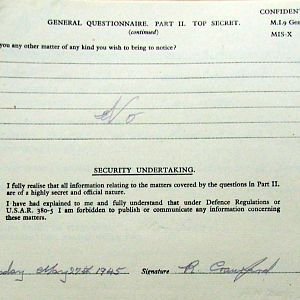 CONFIDENT
GENERAL QUESTIONNAIRE. PART II. TOP SECRET.
M.I.9 Ger
(continued)
MIS-X
you any other matter of any kind you wish to bring to notice?
No
SECURITY UNDERTAKING.
I fully realise that all information relating to the matters covered by the questions in Part II.
are of a highly secret and official nature.
I have had explained to me and fully understand that under Defence Regulations or
U.S.A.R. 380-5 I am forbidden to publish or communicate any information concerning
these matters.
day May 27th 1945 Signature R. Crawford